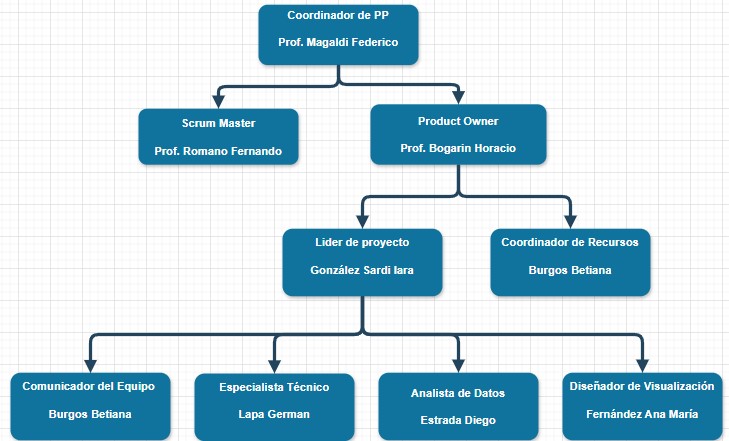 Coordinador de PP
Prof. Magaldi Federico
Scrum Master
Prof. Romano Fernando
Product Owner
Prof. Bogarin Horacio
Lider de proyecto
González Sardi Iara
Coordinador de Recursos
Burgos Betiana
Comunicador del Equipo
Burgos Betiana
Especialista Técnico
Lapa German
Analista de Datos
Estrada Diego
Diseñador de Visualización
Fernández Ana María